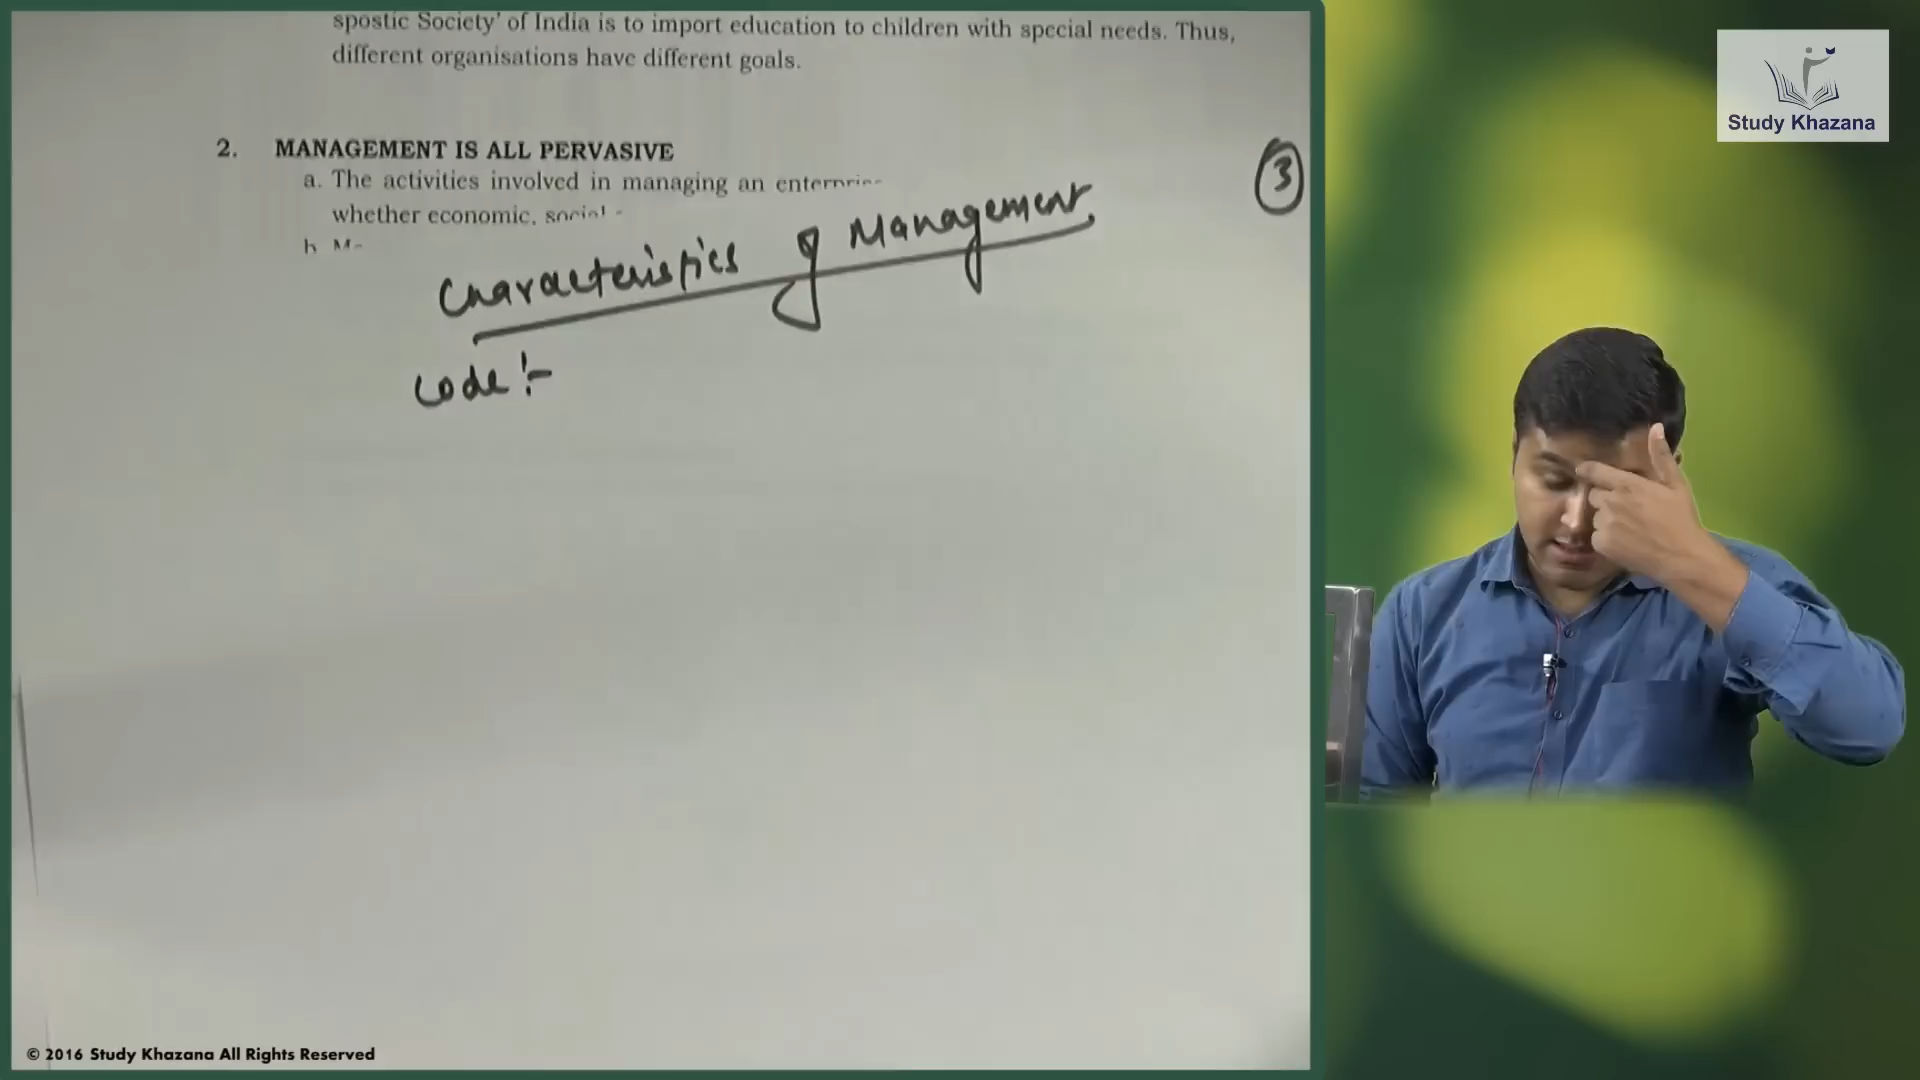 spostic Society' of India is to import education to children with special needs. Thus,
different organisations have different goals.
2. MANAGEMENT IS ALL PERVASIVE
a. The activities involved in managing an
whether economic,
b.
3
Characteristics of Management
Code :-
Study Khazana
© 2016 Study Khazana All Rights Reserved